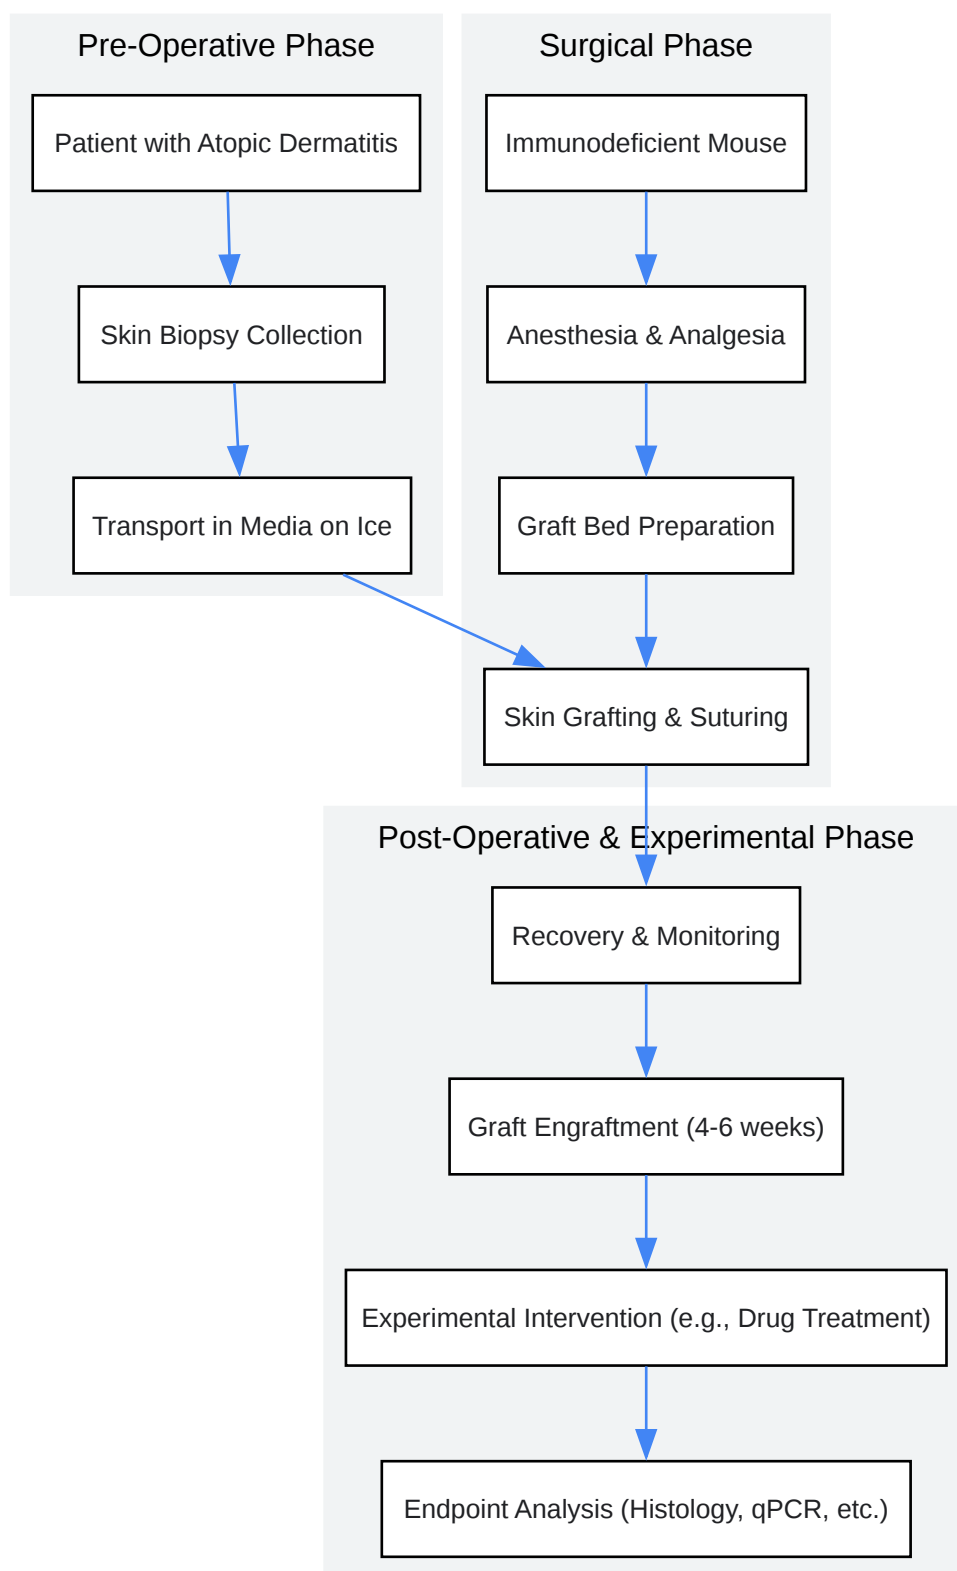 Pre-Operative Phase
Patient with Atopic Dermatitis
Skin Biopsy Collection
Transport in Media on Ice
Surgical Phase
Immunodeficient Mouse
Anesthesia & Analgesia
Graft Bed Preparation
Skin Grafting & Suturing
Post-Operative & Experimental Phase
Recovery & Monitoring
Graft Engraftment (4-6 weeks)
Experimental Intervention (e.g., Drug Treatment)
Endpoint Analysis (Histology, qPCR, etc.)